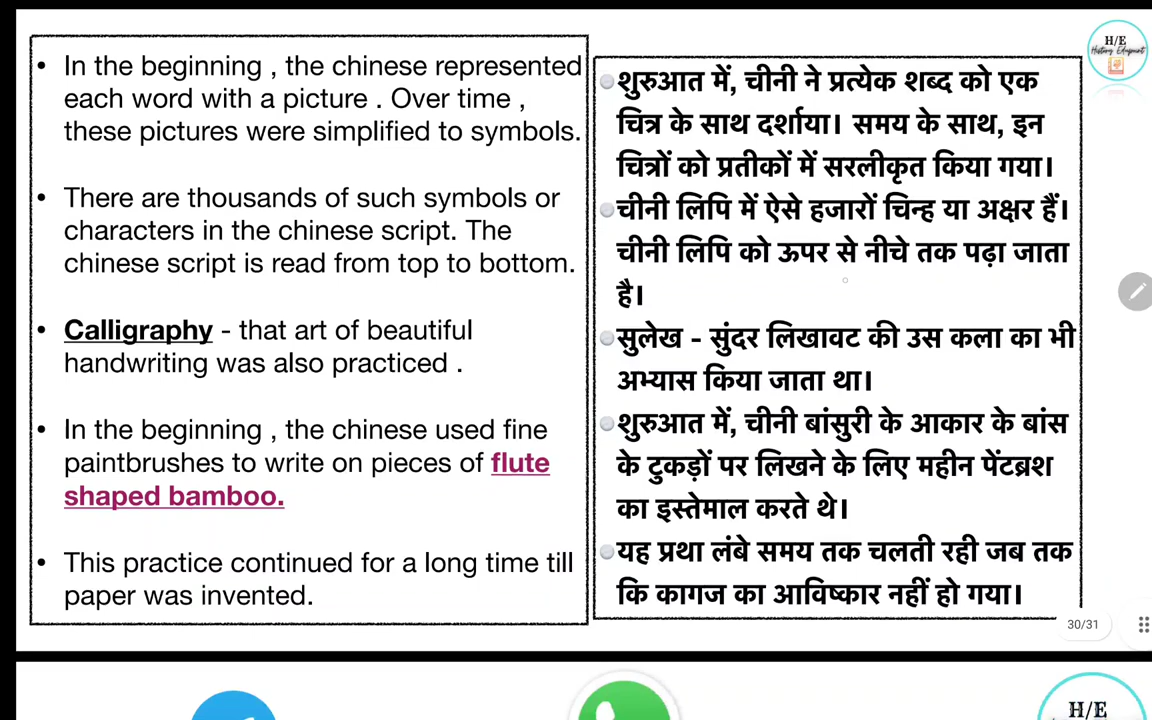 • In the beginning , the chines represented
each word with a picture . Over time ,
these pictures were simplified to symbols.
• There are thousands of such symbols or
characters in the chinese script. The
chinese script is read from top to bottom.
• Calligraphy - that art of beautiful
handwriting was also practiced .
• In the beginning , the chinese used fine
paintbrushes to write on pieces of flute
shaped bamboo.
• This practice continued for a long time till
paper was invented.
शुरुआत में, चीनी ने प्रत्येक शब्द को एक
चित्र के साथ दर्शाया। समय के साथ, इन
चित्रों को प्रतीकों में सरलीकृत किया गया।
चीनी लिपि में ऐसे हजारों चिन्ह या अक्षर हैं।
चीनी लिपि को ऊपर से नीचे तक पढ़ा जाता
है।
सुलेख - सुंदर लिखावट की उस कला का भी
अभ्यास किया जाता था।
शुरुआत में, चीनी बांसुरी के आकार के बांस
के टुकड़ों पर लिखने के लिए महीन पेंटब्रश
का इस्तेमाल करते थे।
यह प्रथा लंबे समय तक चलती रही जब तक
कि कागज का आविष्कार नहीं हो गया।
H/E
History Edupoint
30/31
H/E